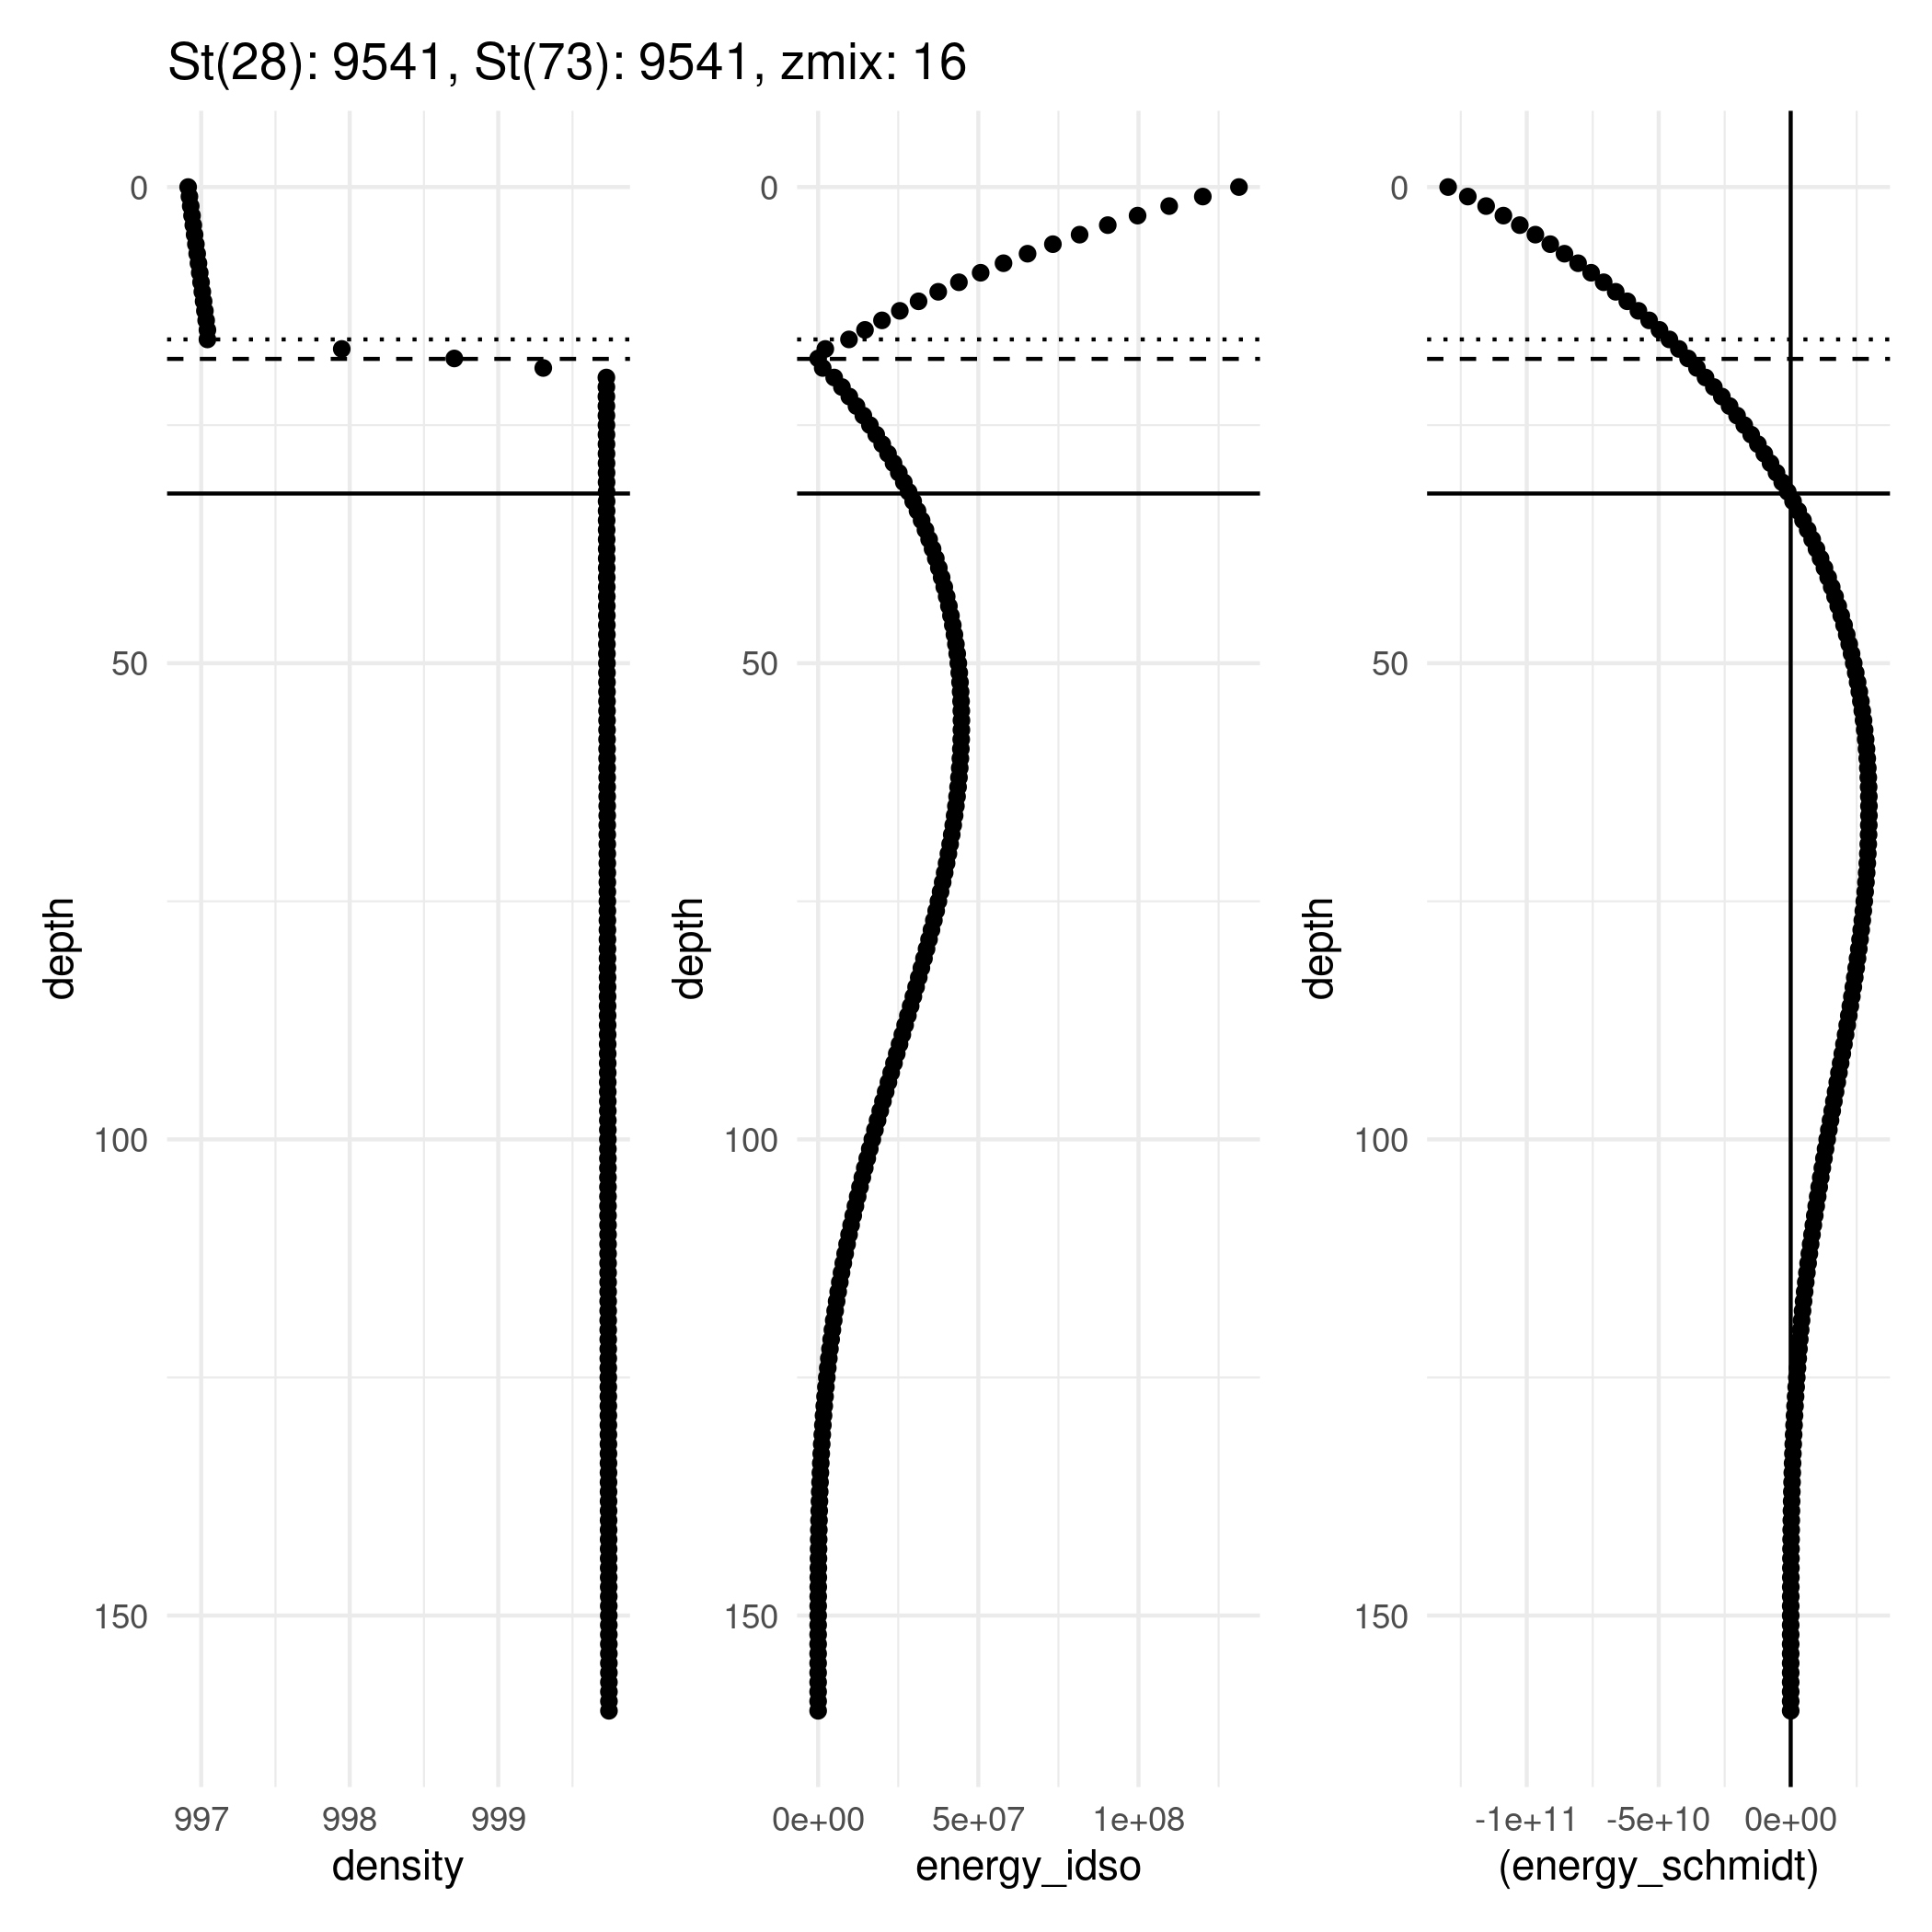 St(28): 9541, St(73): 9541, zmix: 16
0
50
100
150
depth
997 998 999
density
0
50
100
150
depth
0e+00 5e+07 1e+08
energy_idso
0
50
100
150
depth
-1e+11 -5e+10 0e+00
(energy_schmidt)